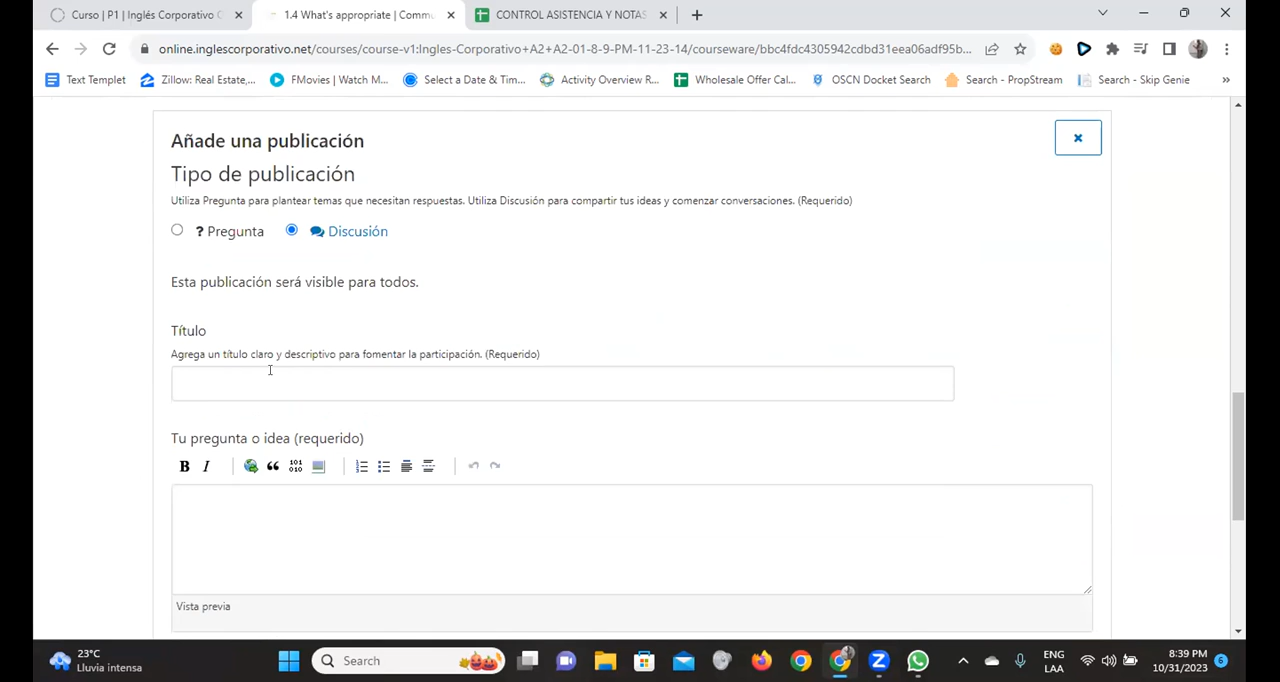 Curso | P1 | Inglés Corporativo
1.4 What's appropriate | Commu
CONTROL ASISTENCIA Y NOTAS
online.inglescorporativo.net/courses/course-v1:Ingles-Corporativo+A2+A2-01-8-9-PM-11-23-14/courseware/bbc4fdc4305942cdbd31eea06adf95b...
Text Templet
Zillow: Real Estate,...
FMovies | Watch M...
Select a Date & Tim...
Activity Overview R...
Wholesale Offer Cal...
OSCN Docket Search
Search - PropStream
Search - Skip Genie
»
Añade una publicación
Tipo de publicación
Utiliza Pregunta para plantear temas que necesitan respuestas. Utiliza Discusión para compartir tus ideas y comenzar conversaciones. (Requerido)
? Pregunta
Discusión
Esta publicación será visible para todos.
Título
Agrega un título claro y descriptivo para fomentar la participación. (Requerido)
Tu pregunta o idea (requerido)
B I
Vista previa
23°C
Lluvia intensa
Search
ENG
LAA
8:39 PM
10/31/2023
6